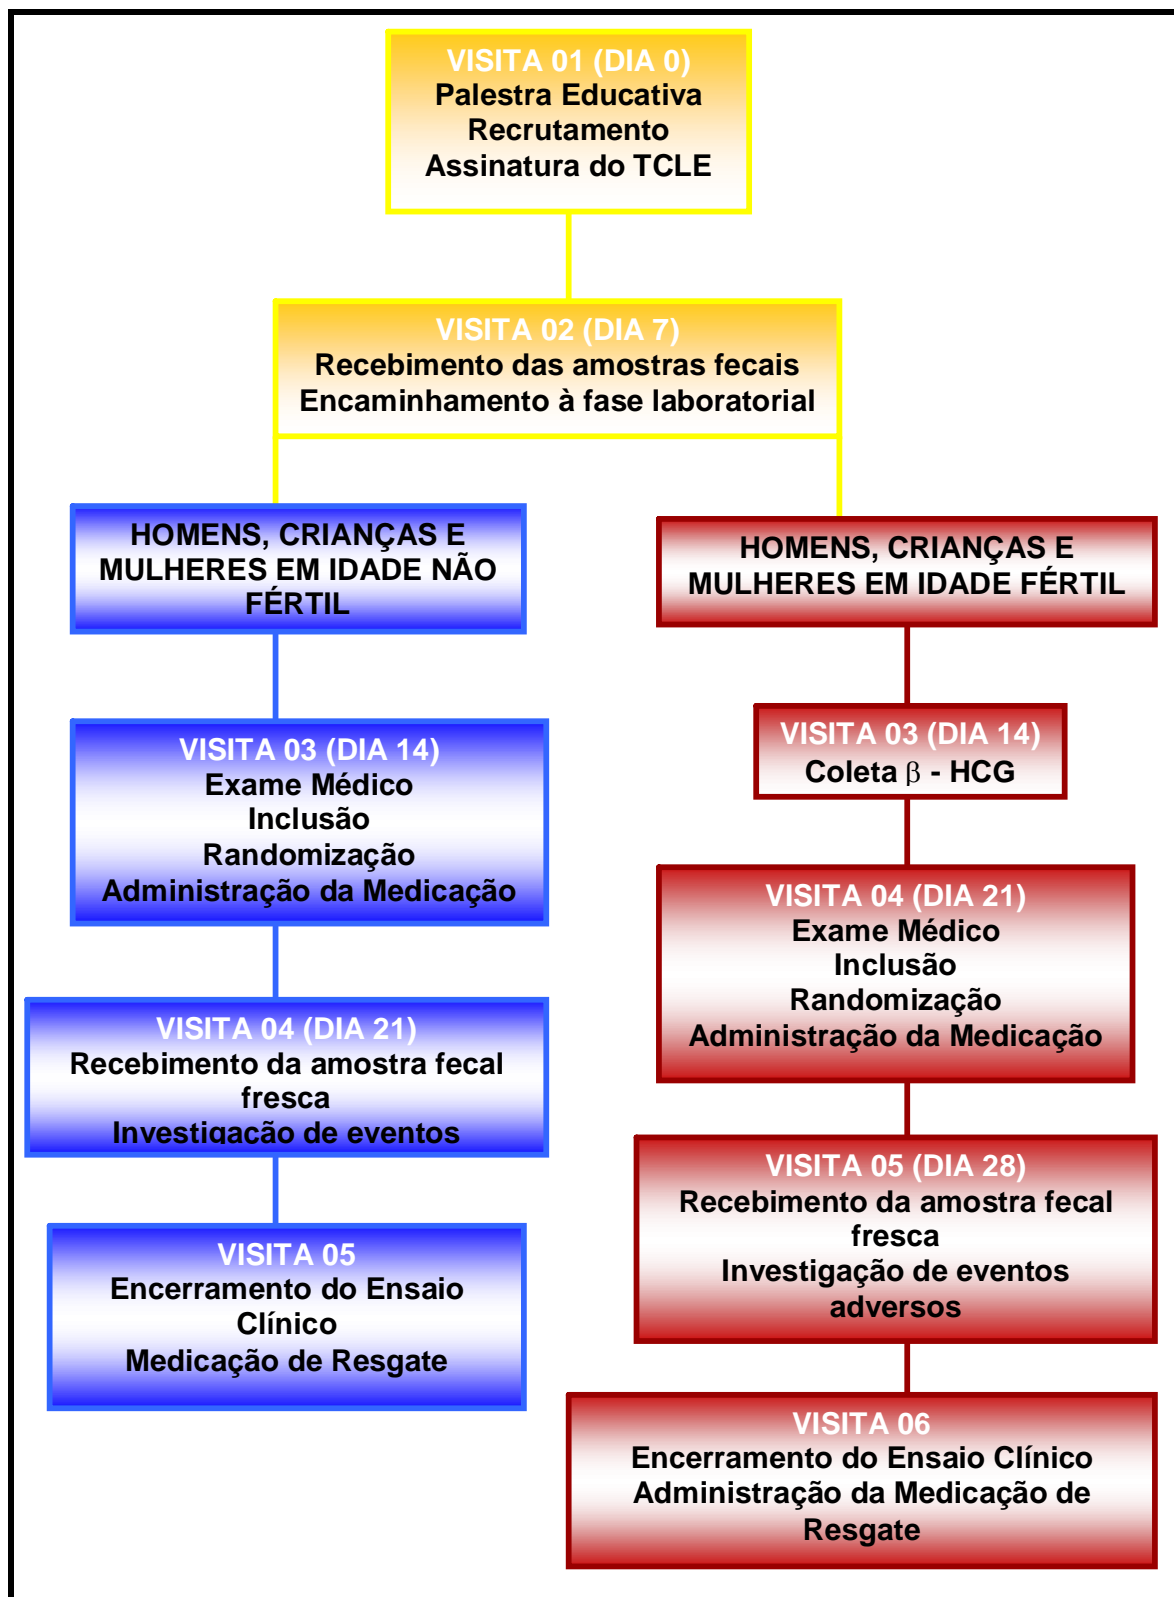 VISITA 01 (DIA 0)
Palestra Educativa
Recrutamento
Assinatura do TCLE
VISITA 02 (DIA 7)
Recebimento das amostras fecais
Encaminhamento à fase laboratorial
HOMENS, CRIANÇAS E
MULHERES EM IDADE NÃO
FÉRTIL
VISITA 03 (DIA 14)
Exame Médico
Inclusão
Randomização
Administração da Medicação
VISITA 04 (DIA 21)
Recebimento da amostra fecal
fresca
Investigação de eventos
VISITA 05
Encerramento do Ensaio
Clínico
Medicação de Resgate
HOMENS, CRIANÇAS E
MULHERES EM IDADE FÉRTIL
VISITA 03 (DIA 14)
Coleta β - HCG
VISITA 04 (DIA 21)
Exame Médico
Inclusão
Randomização
Administração da Medicação
VISITA 05 (DIA 28)
Recebimento da amostra fecal
fresca
Investigação de eventos
adversos
VISITA 06
Encerramento do Ensaio Clínico
Administração da Medicação de
Resgate